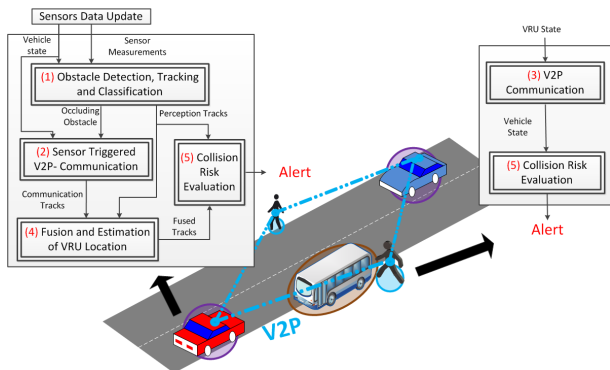 Sensors Data Update
Vehicle
state
Sensor
Measurements
(1) Obstacle Detection, Tracking
and Classification
Occluding
Obstacle
Perception Tracks
(2) Sensor Triggered
V2P- Communication
(5) Collision
Risk
Evaluation
Alert
Communication
Tracks
(4) Fusion and Estimation
of VRU Location
Fused
Tracks
V2P
VRU State
(3) V2P
Communication
Vehicle
State
(5) Collision Risk
Evaluation
Alert